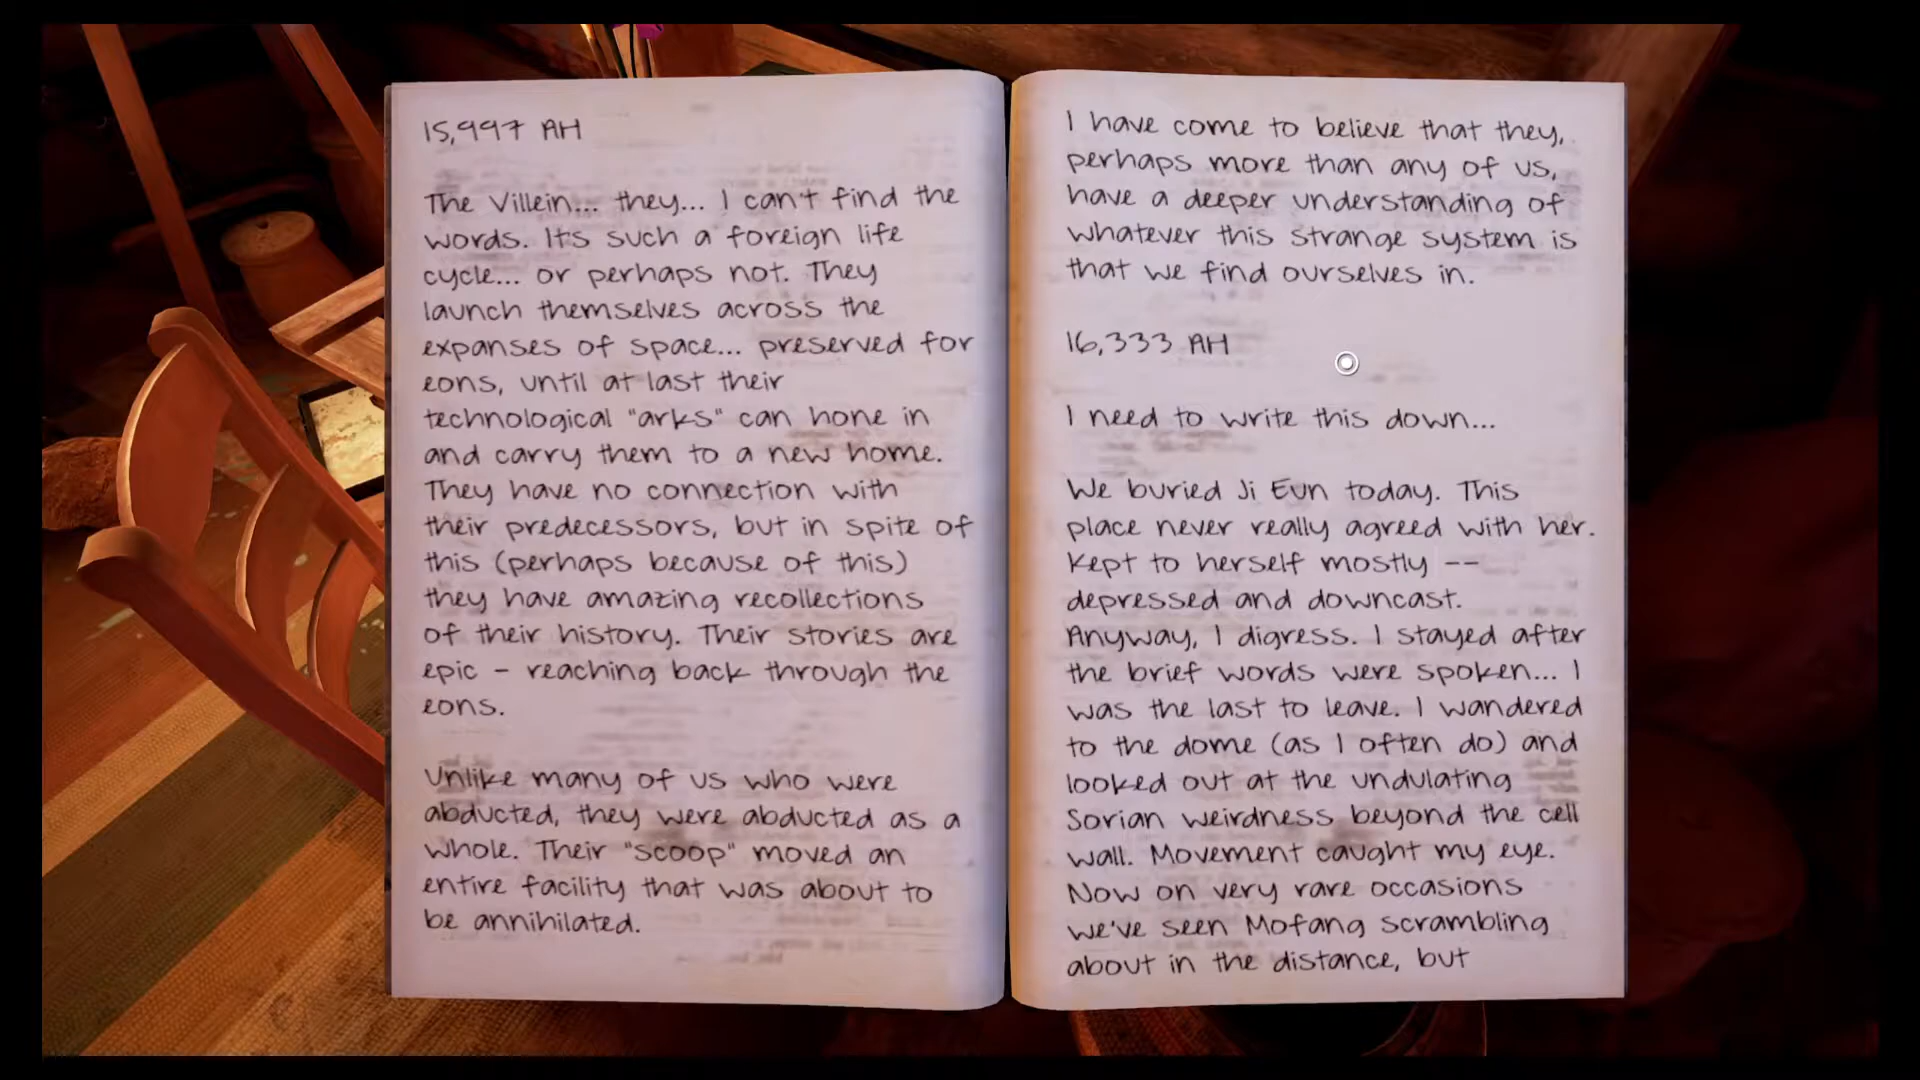 15,997 AH
The Villein... they... I can't find the
words. It's such a foreign life
cycle... or perhaps not. They
launch themselves across the
expanses of space... preserved for
eons, until at last their
technological "arks" can hone in
and carry them to a new home.
They have no connection with
their predecessors, but in spite of
this (perhaps because of this)
they have amazing recollections
of their history. Their stories are
epic - reaching back through the
eons.
Unlike many of us who were
abducted, they were abducted as a
whole. Their "scoop" moved an
entire facility that was about to
be annihilated.
I have come to believe that they,
perhaps more than any of us,
have a deeper understanding of
whatever this strange system is
that we find ourselves in.
16,333 AH
I need to write this down...
We buried Ji Eun today. This
place never really agreed with her.
Kept to herself mostly --
depressed and downcast.
Anyway, I digress. I stayed after
the brief words were spoken... I
was the last to leave. I wandered
to the dome (as I often do) and
looked out at the undulating
Sorian weirdness beyond the cell
wall. Movement caught my eye.
Now on very rare occasions
we've seen Mofang scrambling
about in the distance, but